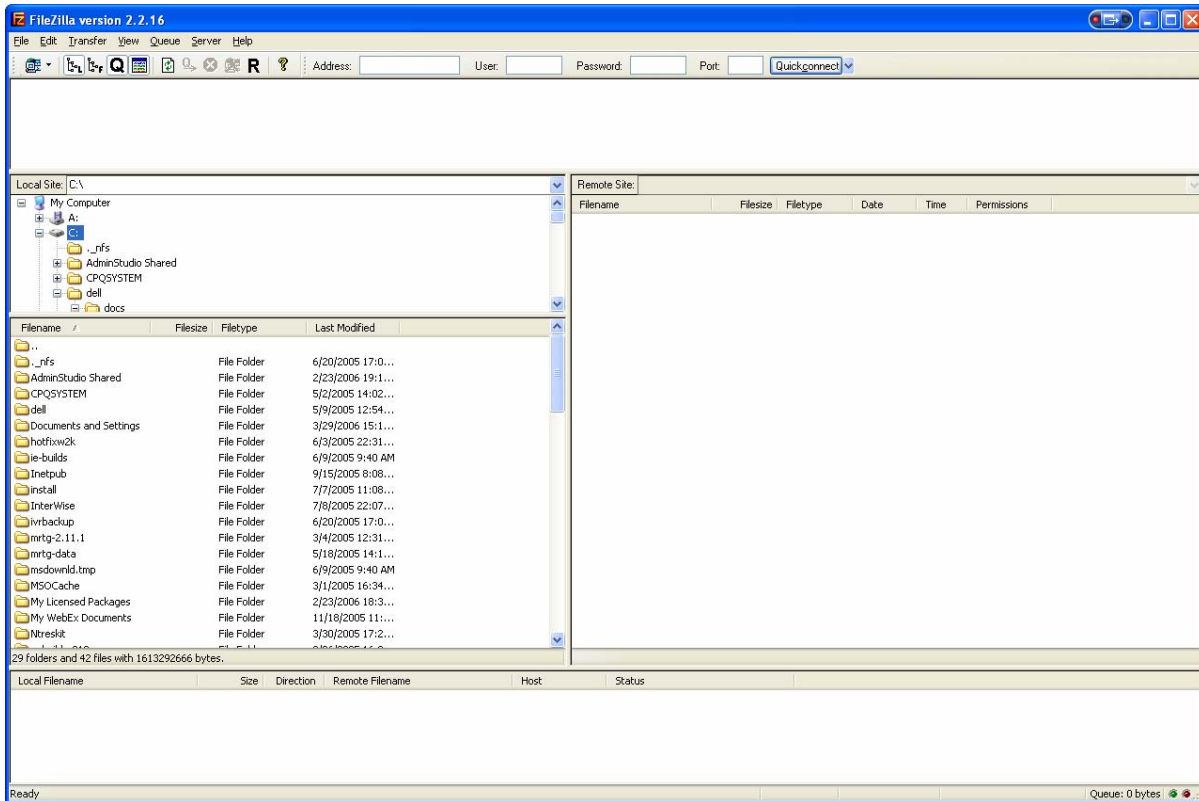 FileZilla version 2.2.16
File Edit Transfer View Queue Server Help
L F Q R ? Address: User: Password: Port: Quickconnect
Local Site: C:\
Remote Site:
My Computer
A:
C:
._nfs
AdminStudio Shared
CPQSYSTEM
dell
docs
Filename Filesize Filetype Date Time Permissions
Filename / Filesize Filetype Last Modified
..
._nfs File Folder 6/20/2005 17:0...
AdminStudio Shared File Folder 2/23/2006 19:1...
CPQSYSTEM File Folder 5/2/2005 14:02...
dell File Folder 5/9/2005 12:54...
Documents and Settings File Folder 3/29/2006 15:1...
hotfixw2k File Folder 6/3/2005 22:31...
ie-builds File Folder 6/9/2005 9:40 AM
Inetpub File Folder 9/15/2005 8:08...
install File Folder 7/7/2005 11:08...
InterWise File Folder 7/8/2005 22:07...
ivrbackup File Folder 6/20/2005 17:0...
mrtg-2.11.1 File Folder 3/4/2005 12:31...
mrtg-data File Folder 5/18/2005 14:1...
msdownld.tmp File Folder 6/9/2005 9:40 AM
MSOCache File Folder 3/1/2005 16:34...
My Licensed Packages File Folder 2/23/2006 18:3...
My WebEx Documents File Folder 11/18/2005 11:...
Ntreskit File Folder 3/30/2005 17:2...
29 folders and 42 files with 1613292666 bytes.
Local Filename Size Direction Remote Filename Host Status
Ready
Queue: 0 bytes